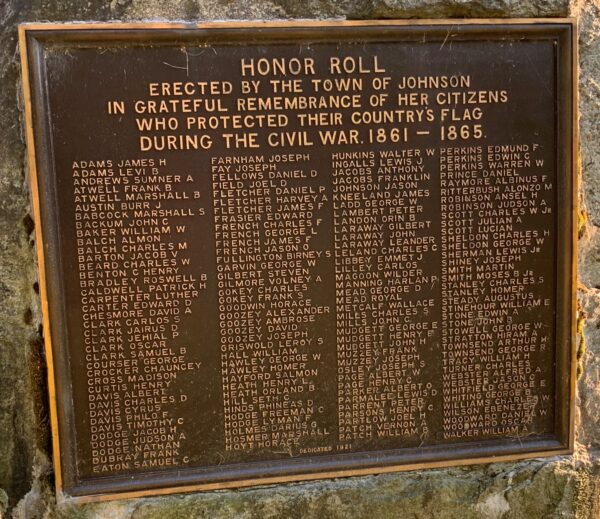 HONOR ROLL
ERECTED BY THE TOWN OF JOHNSON
IN GRATEFUL REMEMBRANCE OF HER CITIZENS
WHO PROTECTED THEIR COUNTRY'S FLAG
DURING THE CIVIL WAR. 1861 — 1865.
ADAMS JAMES H
ADAMS LEVI B
ANDREWS SUMNER A
ATWELL FRANK B
ATWELL MARSHALL B
AUSTIN BURR J
BABCOCK MARSHALL S
BACKUM JOHN C
BAKER WILLIAM W
BALCH ALMON
BALCH CHARLES M
BARTON JACOB V
BEARD CHARLES W
BENTON C HENRY
BRADLEY ROSWELL B
CALDWELL PATRICK H
CARPENTER LUTHER
CARTER EDWARD D
CHESMORE DAVID A
CLARK CARLOS S
CLARK JAIRUS D
CLARK JEHIAL P
CLARK OSCAR
CLARK SAMUEL B
COURSER GEORGE
CROCKER CHAUNCEY
CROSS MADISON
CURTIS HENRY
DAVIS ALBERT
DAVIS CHARLES D
DAVIS CYRUS
DAVIS PHILO F
DAVIS TIMOTHY C
DODGE JACOB H
DODGE JUDSON A
DODGE NATHAN
DUBRAY FRANK
EATON SAMUEL C
FARNHAM JOSEPH
FAY JOSEPH
FELLOWS DANIEL D
FIELD JOEL D
FLETCHER DANIEL P
FLETCHER HARVEY A
FLETCHER JAMES F
FRASIER EDWARD
FRENCH CHARLES F
FRENCH GEORGE L
FRENCH JAMES F
FRENCH JASON O
FULLINGTON BIRNEY S
GARVIN GEORGE W
GILBERT STEVEN
GILMORE VOLNEY A
GOKEY CHARLES
GOKEY FRANK S
GOODWIN HORACE
GOOZEY ALEXANDER
GOOZEY AMBROSE
GOOZEY DAVID
GOOZEY JOSEPH
GRISWOLD LEROY S
HALL WILLIAM
HAWLEY GEORGE W
HAWLEY HOMER
HAYFORD SALMON
HEATH HENRY L
HEATH ORLAND B
HILL SETH C
HINDS PHINEAS D
HODGE FREEMAN C
HODGE LYMAN P
HOLMES DARIUS G
HOSMER MARSHALL
HOYT HORACE
HUNKINS WALTER W
INGALLS LEWIS J
JACOBS ANTHONY
JACOBS FRANKLIN
JOHNSON JASON
KNEELAND JAMES
LADD GEORGE W
LAMBERT PETER
LANDON ORIN B
LARAWAY GILBERT
LARAWAY JOHN
LARAWAY LEANDER
LELAND CHARLES C
LIBBEY EMMET J
LILLEY CARLOS
MAGOON WILDER
MANNING HARLAN P
MEAD GEORGE D
MEAD ROYAL
METCALF WALLACE
MILES CHARLES S
MILLS JOHN C
MUDGETT GEORGE E
MUDGETT HENRY F
MUDGETT JOHN H
MUZZEY FRANK
MUZZEY JOSEPH
OSLEY JOSEPH S
PAGE ALBERT W
PAGE HENRY C
PARKER ALBERT O
PARMALEE LEWIS D
PARRENT PETER
PARSONS HENRY C
PARTLOW JOEL L
PATCH VERNON A
PATCH WILLIAM S
PERKINS EDMUND F
PERKINS EDWIN C
PERKINS WARREN W
PRINCE DANIEL
RAYMORE ALBINUS F
RITTERBUSH ALONZO M
ROBINSON ANSEL H
ROBINSON JUDSON A
SCOTT CHARLES W JR
SCOTT JULIAN A
SCOTT LUCIAN
SHELDON CHARLES H
SHELDON GEORGE W
SHERMAN LEWIS JR
SHINEY JOSEPH
SMITH MARTIN
SMITH MOSES B JR
STANLEY CHARLES S
STANLEY HOMER
STEADY AUGUSTUS
STINEHOUR WILLIAM E
STONE EDWIN A
STONE JOHN B
STOWELL GEORGE W
STRATTON HIRAM A
TOWNSEND ARTHUR H
TOWNSEND GEORGE R
TRACY WILLIAM H
TURNER CHARLES
WEBSTER ALFRED A
WEBSTER JASON O
WHITFIELD GEORGE E
WHITING GEORGE B
WILLIAMS CHARLES W
WILSON EBENEZER
WOODWARD DANIEL A
WOODWARD OSCAR L
WALKER WILLIAM A
DEDICATED 1921